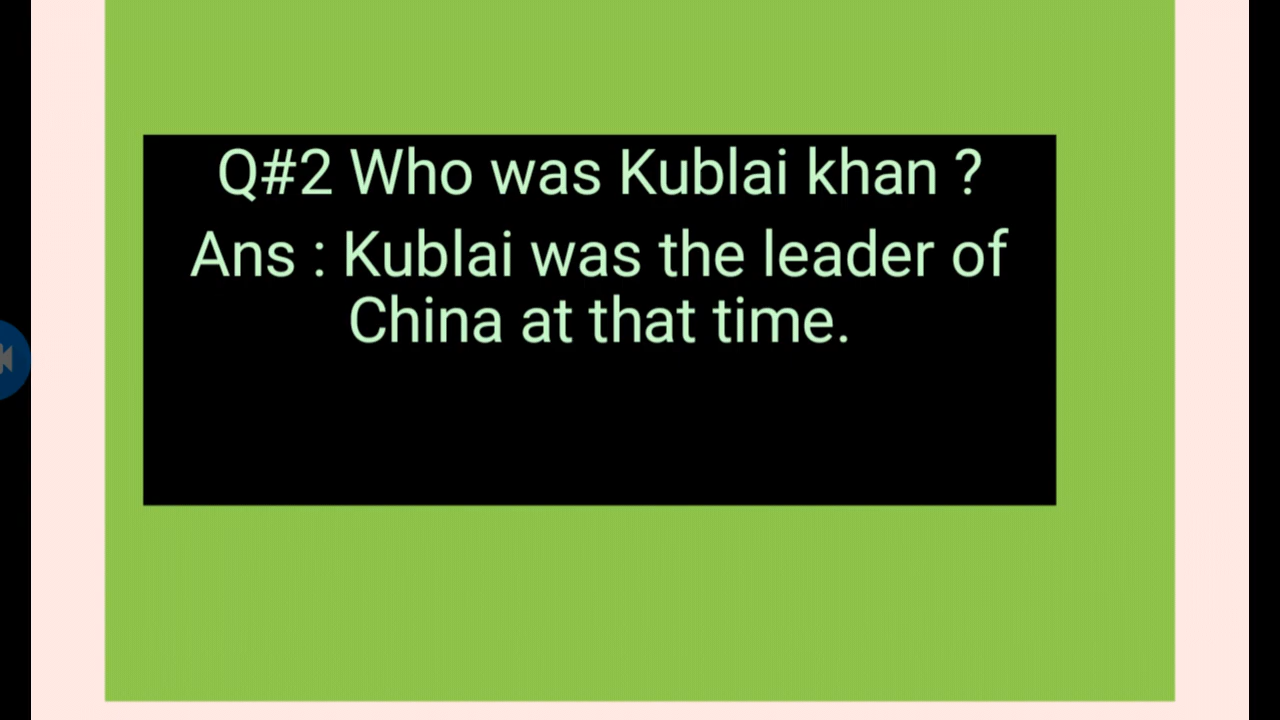 Q#2 Who was Kublai khan ?
Ans : Kublai was the leader of
China at that time.